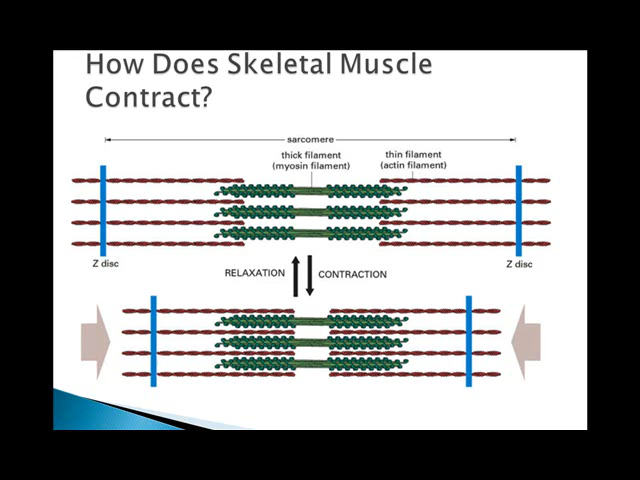 How Does Skeletal Muscle
Contract?
sarcomere
thick filament
(myosin filament)
thin filament
(actin filament)
Z disc
Z disc
RELAXATION
CONTRACTION